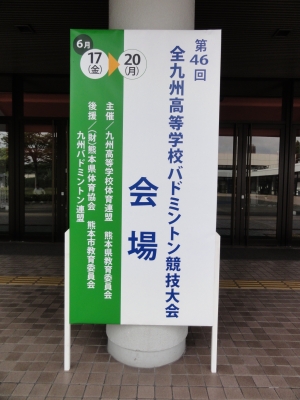 第46回
全九州高等学校バドミントン競技大会
会場
6月
17(金)
20(月)
主催／九州高等学校体育連盟 熊本県教育委員会
後援／(財)熊本県体育協会 熊本市教育委員会
九州バドミントン連盟